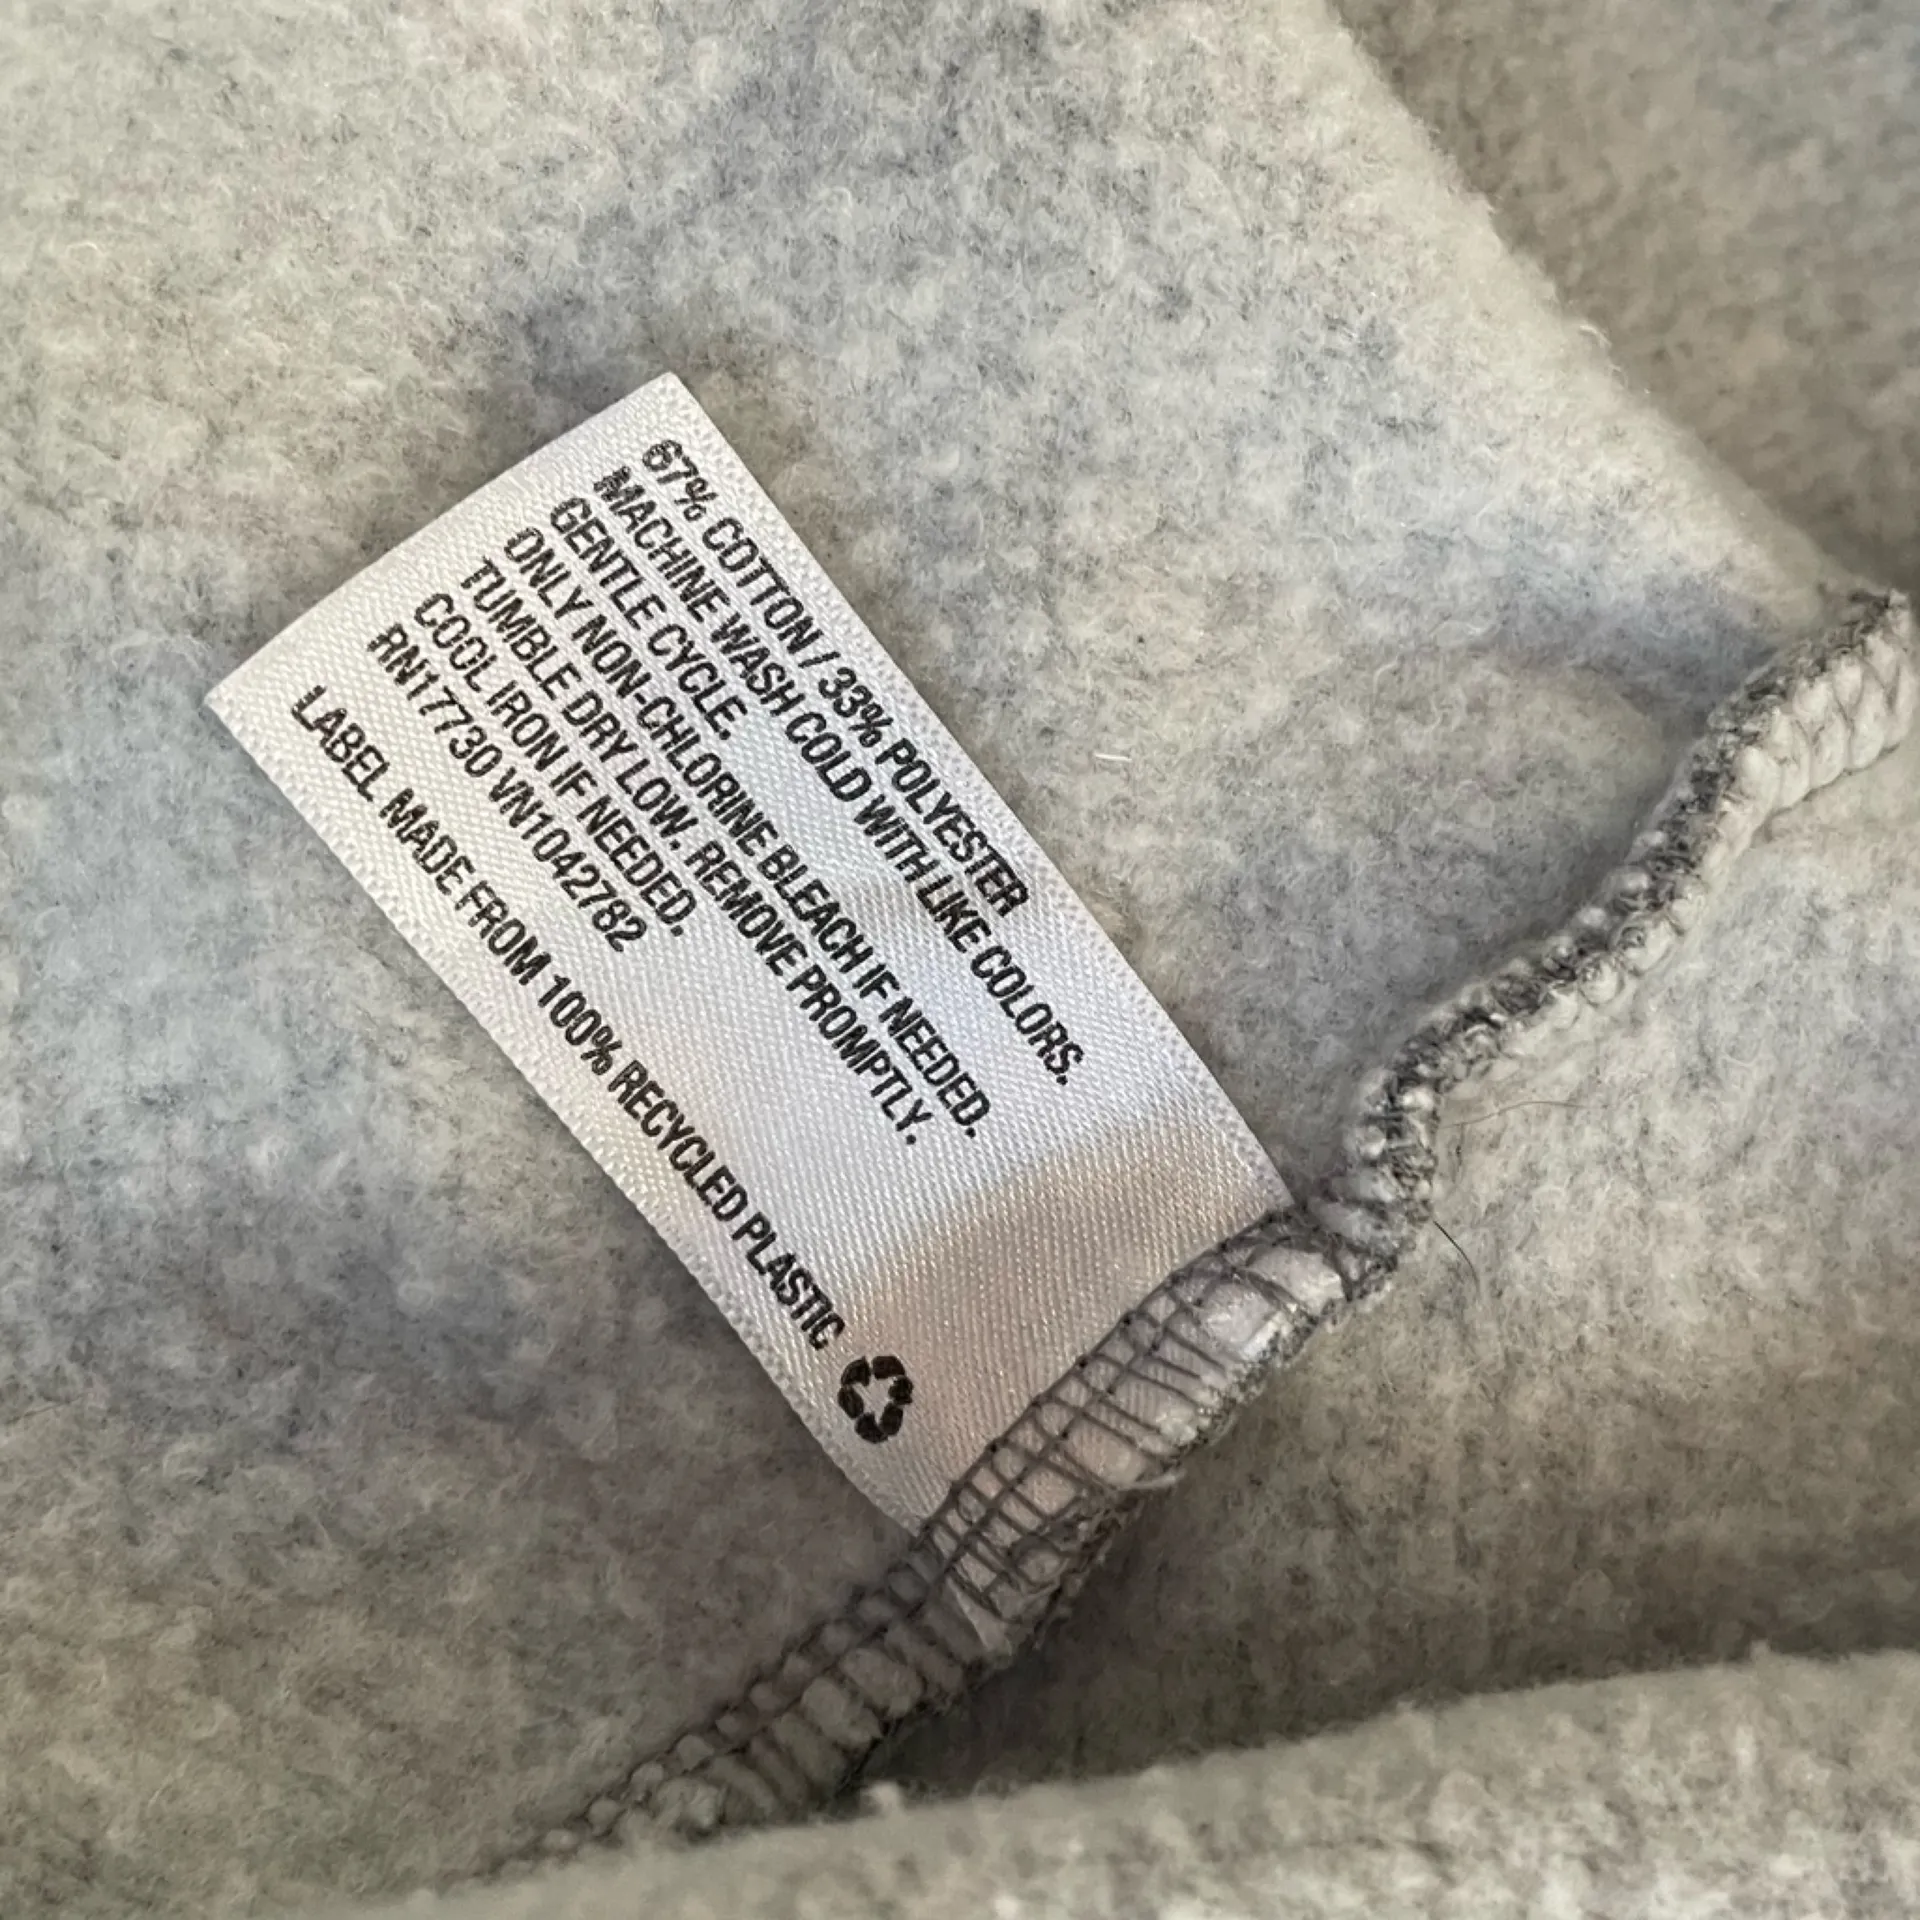 67% COTTON / 33% POLYESTER
MACHINE WASH COLD WITH LIKE COLORS.
GENTLE CYCLE.
ONLY NON-CHLORINE BLEACH IF NEEDED.
TUMBLE DRY LOW. REMOVE PROMPTLY.
COOL IRON IF NEEDED.
RN17730 VN1042782
LABEL MADE FROM 100% RECYCLED PLASTIC